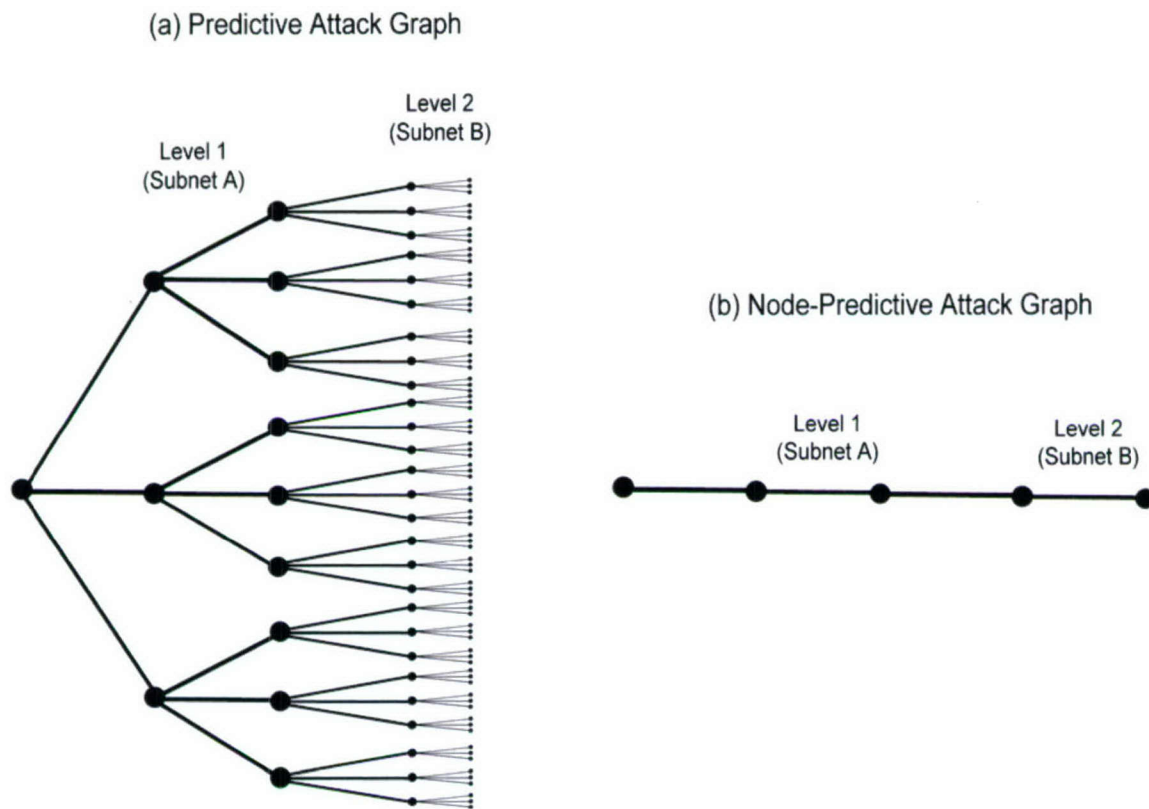 (a) Predictive Attack Graph
Level 2
(Subnet B)
Level 1
(Subnet A)
(b) Node-Predictive Attack Graph
Level 1
(Subnet A)
Level 2
(Subnet B)